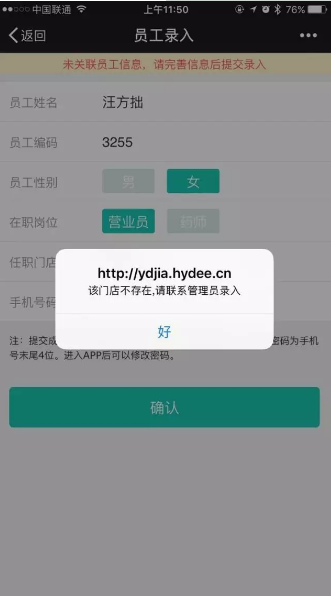 中国联通 上午11:50 76%
返回 员工录入
未关联员工信息，请完善信息后提交录入
员工姓名 汪方拙
员工编码 3255
员工性别 男 女
在职岗位 营业员 药师
任职门店
手机号码
http://ydjia.hydee.cn
该门店不存在,请联系管理员录入
好
注：提交成 密码为手机
号末尾4位。进入APP后可以修改密码。
确认